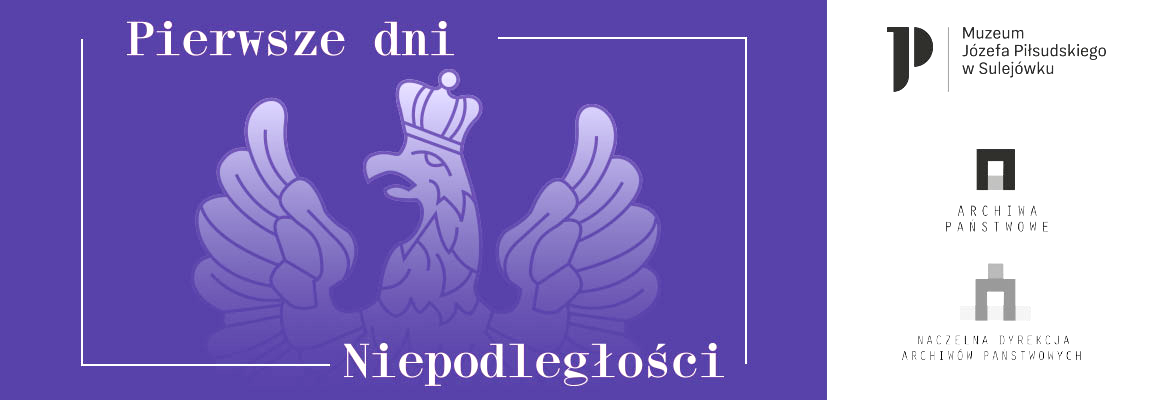 Pierwsze dni
Niepodległości
Muzeum
Józefa Piłsudskiego
w Sulejówku
ARCHIWA
PAŃSTWOWE
NACZELNA DYREKCJA
ARCHIWÓW PAŃSTWOWYCH